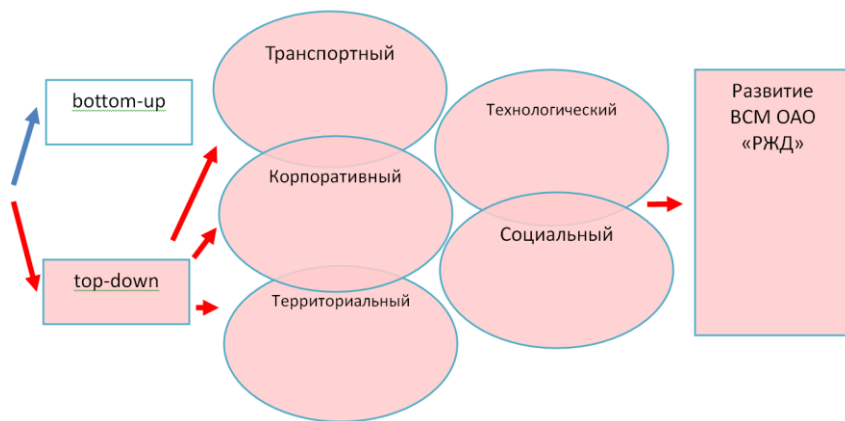 bottom-up
top-down
Транспортный
Корпоративный
Территориальный
Технологический
Социальный
Развитие
ВСМ ОАО
«РЖД»